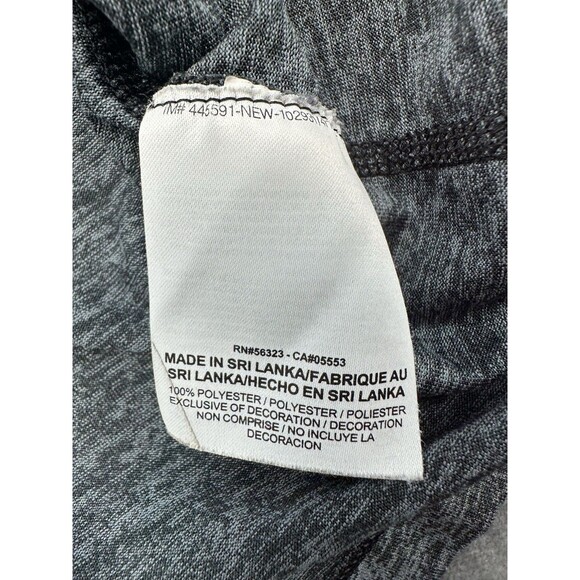 RN#56323 - CA#05553
MADE IN SRI LANKA/FABRIQUE AU
SRI LANKA/HECHO EN SRI LANKA
100% POLYESTER / POLYESTER / POLIESTER
EXCLUSIVE OF DECORATION / DECORATION
NON COMPRISE / NO INCLUYE LA
DECORACION